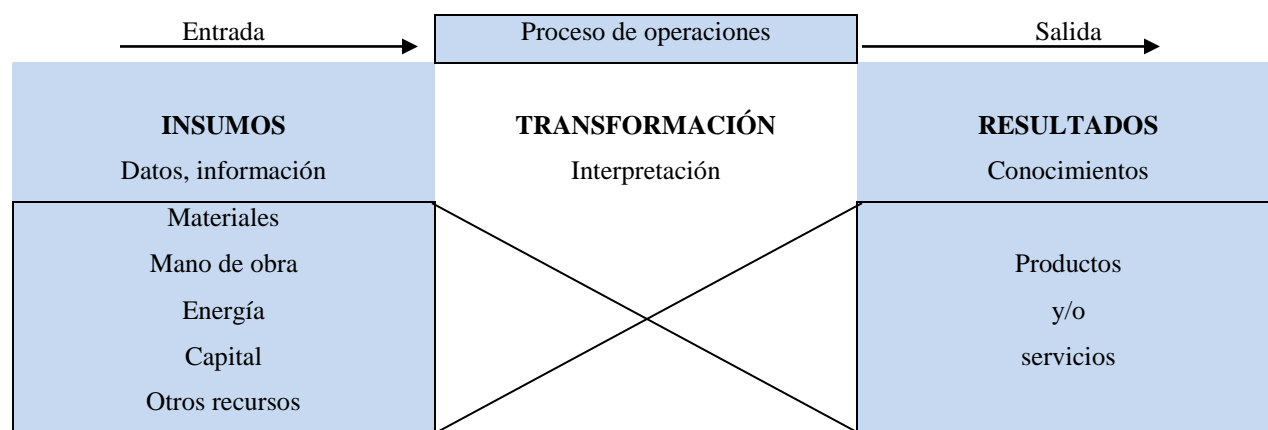 Entrada
Proceso de operaciones
Salida
INSUMOS
Datos, información
TRANSFORMACIÓN
Interpretación
RESULTADOS
Conocimientos
Materiales
Mano de obra
Energía
Capital
Otros recursos
Productos
y/o
servicios